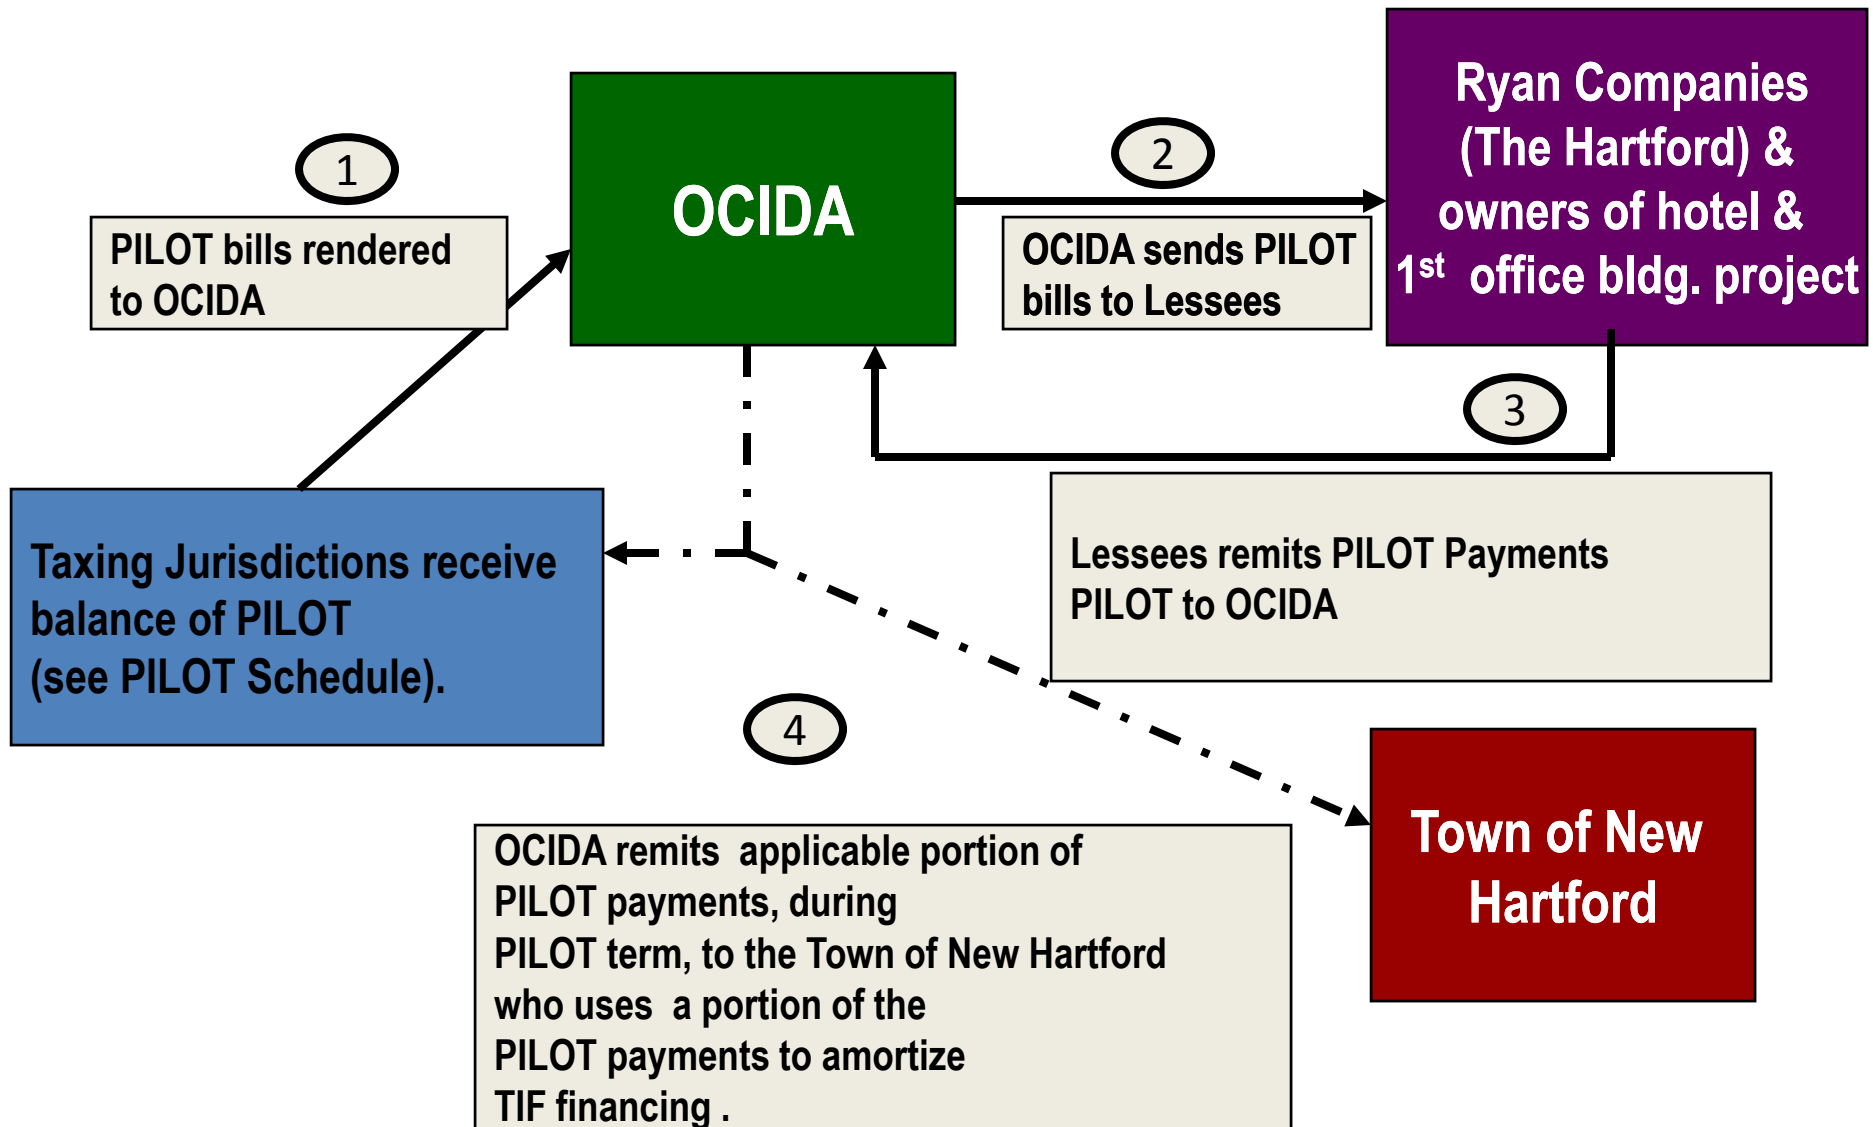 1
PILOT bills rendered
to OCIDA
OCIDA
2
OCIDA sends PILOT
bills to Lessees
Ryan Companies
(The Hartford) &
owners of hotel &
1st office bldg. project
3
Lessees remits PILOT Payments
PILOT to OCIDA
Taxing Jurisdictions receive
balance of PILOT
(see PILOT Schedule).
4
OCIDA remits applicable portion of
PILOT payments, during
PILOT term, to the Town of New Hartford
who uses a portion of the
PILOT payments to amortize
TIF financing .
Town of New
Hartford